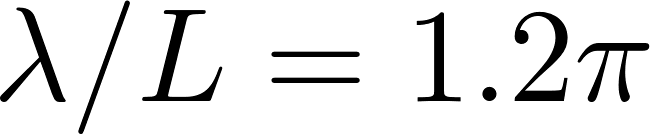 λ/L = 1.2π